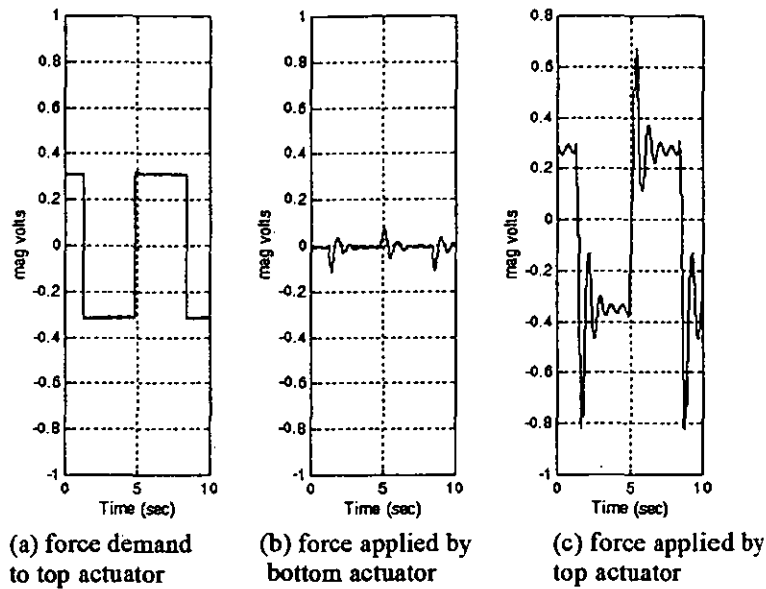 1
0.8
0.6
0.4
0.2
0
-0.2
-0.4
-0.6
-0.8
-1
mag volts
0 5 10
Time (sec)
(a) force demand
to top actuator
1
0.8
0.6
0.4
0.2
0
-0.2
-0.4
-0.6
-0.8
-1
mag volts
0 5 10
Time (sec)
(b) force applied by
bottom actuator
0.8
0.6
0.4
0.2
0
-0.2
-0.4
-0.6
-0.8
-1
mag volts
0 5 10
Time (sec)
(c) force applied by
top actuator